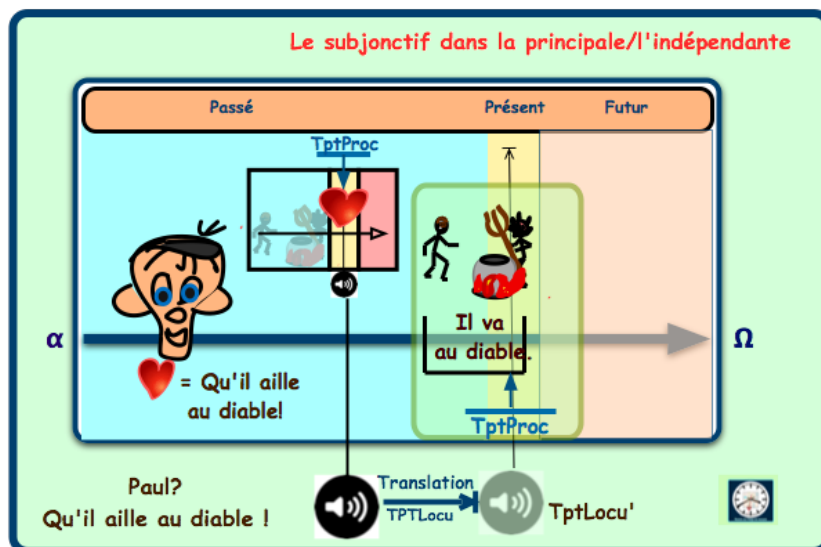 Le subjonctif dans la principale/l'indépendante
Passé Présent Futur
TptProc
Il va
au diable.
α Ω
= Qu'il aille
au diable!
TptProc
Paul?
Qu'il aille au diable !
Translation
TPTLocu
TptLocu'